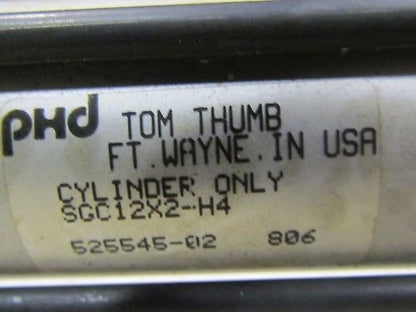 PHD TOM THUMB
FT. WAYNE, IN USA
CYLINDER ONLY
SGC12X2-H4
525545-02 806